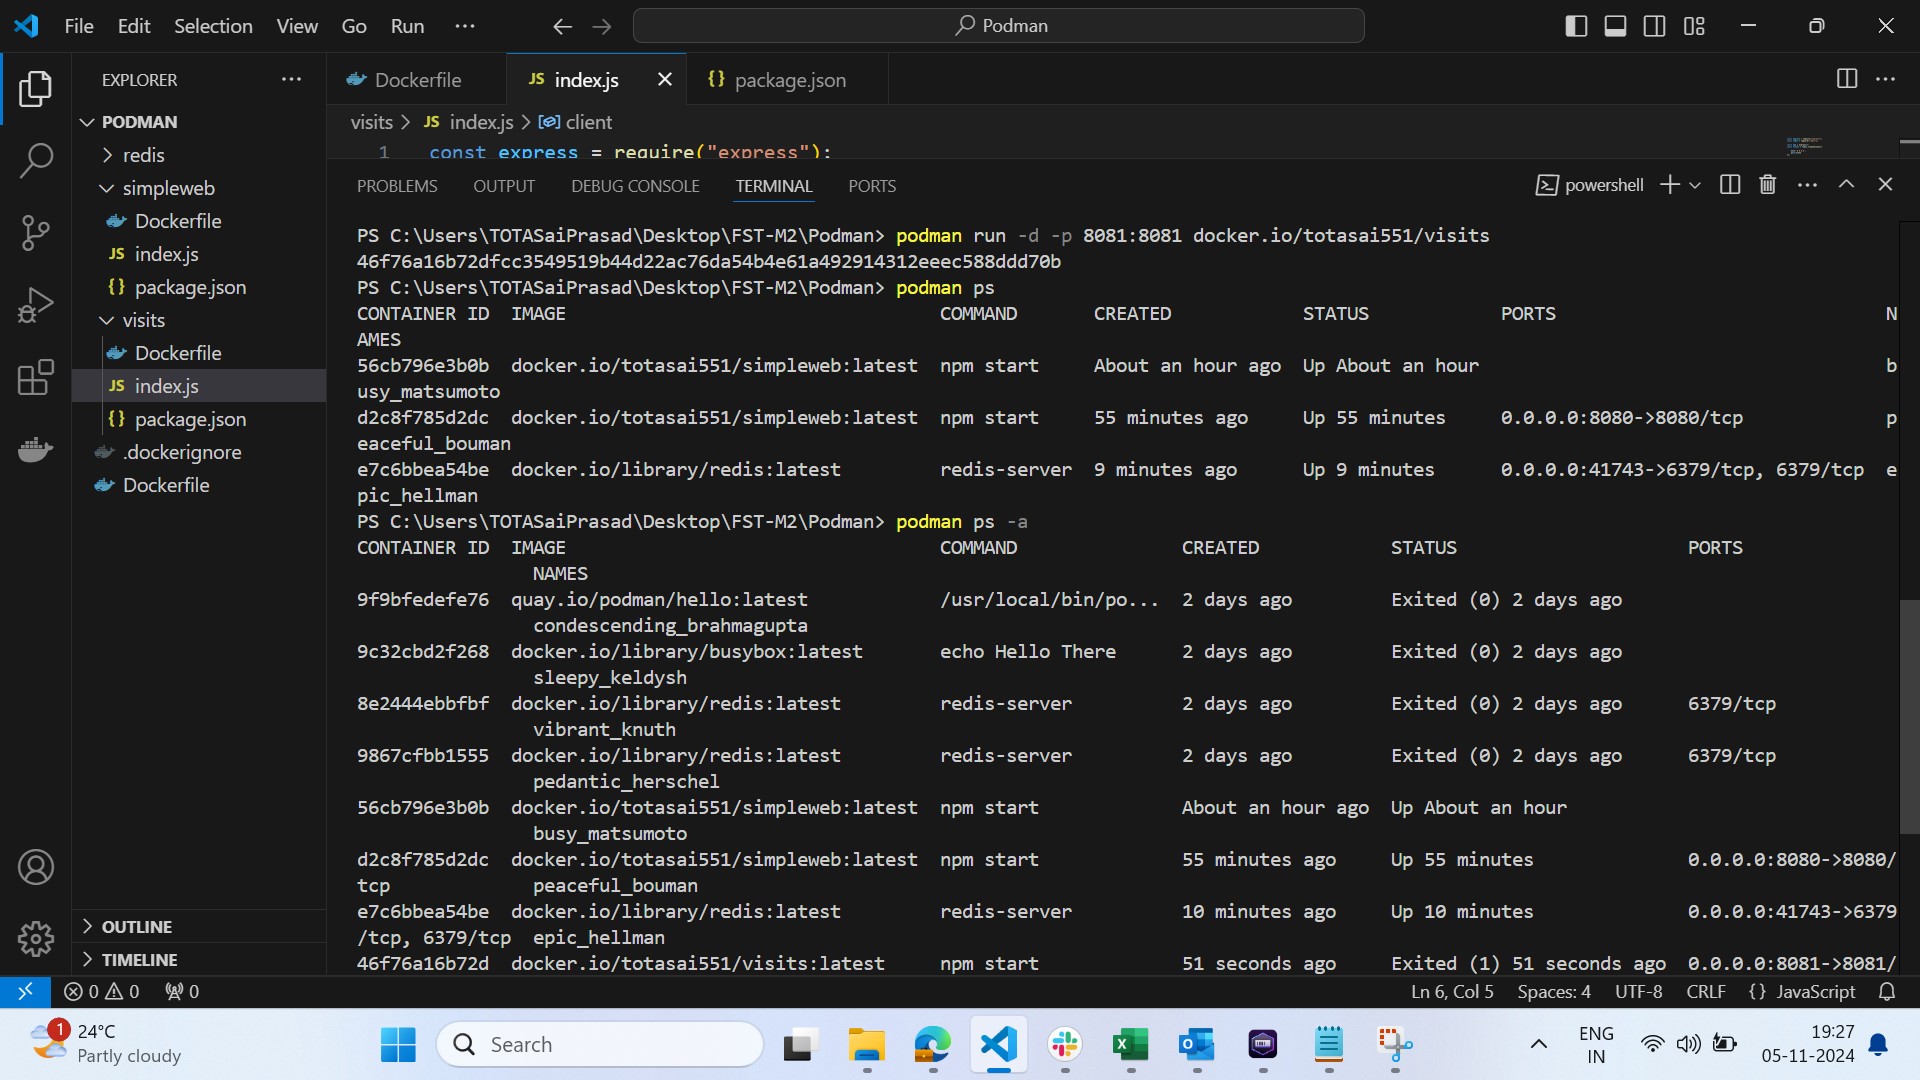 File Edit Selection View Go Run ··· Podman
EXPLORER ···
PODMAN
redis
simpleweb
Dockerfile
JS index.js
{} package.json
visits
Dockerfile
JS index.js
{} package.json
.dockerignore
Dockerfile
OUTLINE
TIMELINE
Dockerfile JS index.js {} package.json
visits > JS index.js > client
1 const express = require("express");
PROBLEMS OUTPUT DEBUG CONSOLE TERMINAL PORTS powershell
PS C:\Users\TOTASaiPrasad\Desktop\FST-M2\Podman> podman run -d -p 8081:8081 docker.io/totasai551/visits
46f76a16b72dfcc3549519b44d22ac76da54b4e61a492914312eeec588ddd70b
PS C:\Users\TOTASaiPrasad\Desktop\FST-M2\Podman> podman ps
CONTAINER ID IMAGE COMMAND CREATED STATUS PORTS N
AMES
56cb796e3b0b docker.io/totasai551/simpleweb:latest npm start About an hour ago Up About an hour b
usy_matsumoto
d2c8f785d2dc docker.io/totasai551/simpleweb:latest npm start 55 minutes ago Up 55 minutes 0.0.0.0:8080->8080/tcp p
eaceful_bouman
e7c6bbea54be docker.io/library/redis:latest redis-server 9 minutes ago Up 9 minutes 0.0.0.0:41743->6379/tcp, 6379/tcp e
pic_hellman
PS C:\Users\TOTASaiPrasad\Desktop\FST-M2\Podman> podman ps -a
CONTAINER ID IMAGE COMMAND CREATED STATUS PORTS
NAMES
9f9bfedefe76 quay.io/podman/hello:latest /usr/local/bin/po... 2 days ago Exited (0) 2 days ago
condescending_brahmagupta
9c32cbd2f268 docker.io/library/busybox:latest echo Hello There 2 days ago Exited (0) 2 days ago
sleepy_keldysh
8e2444ebbfbf docker.io/library/redis:latest redis-server 2 days ago Exited (0) 2 days ago 6379/tcp
vibrant_knuth
9867cfbb1555 docker.io/library/redis:latest redis-server 2 days ago Exited (0) 2 days ago 6379/tcp
pedantic_herschel
56cb796e3b0b docker.io/totasai551/simpleweb:latest npm start About an hour ago Up About an hour
busy_matsumoto
d2c8f785d2dc docker.io/totasai551/simpleweb:latest npm start 55 minutes ago Up 55 minutes 0.0.0.0:8080->8080/
tcp peaceful_bouman
e7c6bbea54be docker.io/library/redis:latest redis-server 10 minutes ago Up 10 minutes 0.0.0.0:41743->6379
/tcp, 6379/tcp epic_hellman
46f76a16b72d docker.io/totasai551/visits:latest npm start 51 seconds ago Exited (1) 51 seconds ago 0.0.0.0:8081->8081/
0 0 0 Ln 6, Col 5 Spaces: 4 UTF-8 CRLF {} JavaScript
1 24°C
Partly cloudy
Search
ENG
IN
19:27
05-11-2024